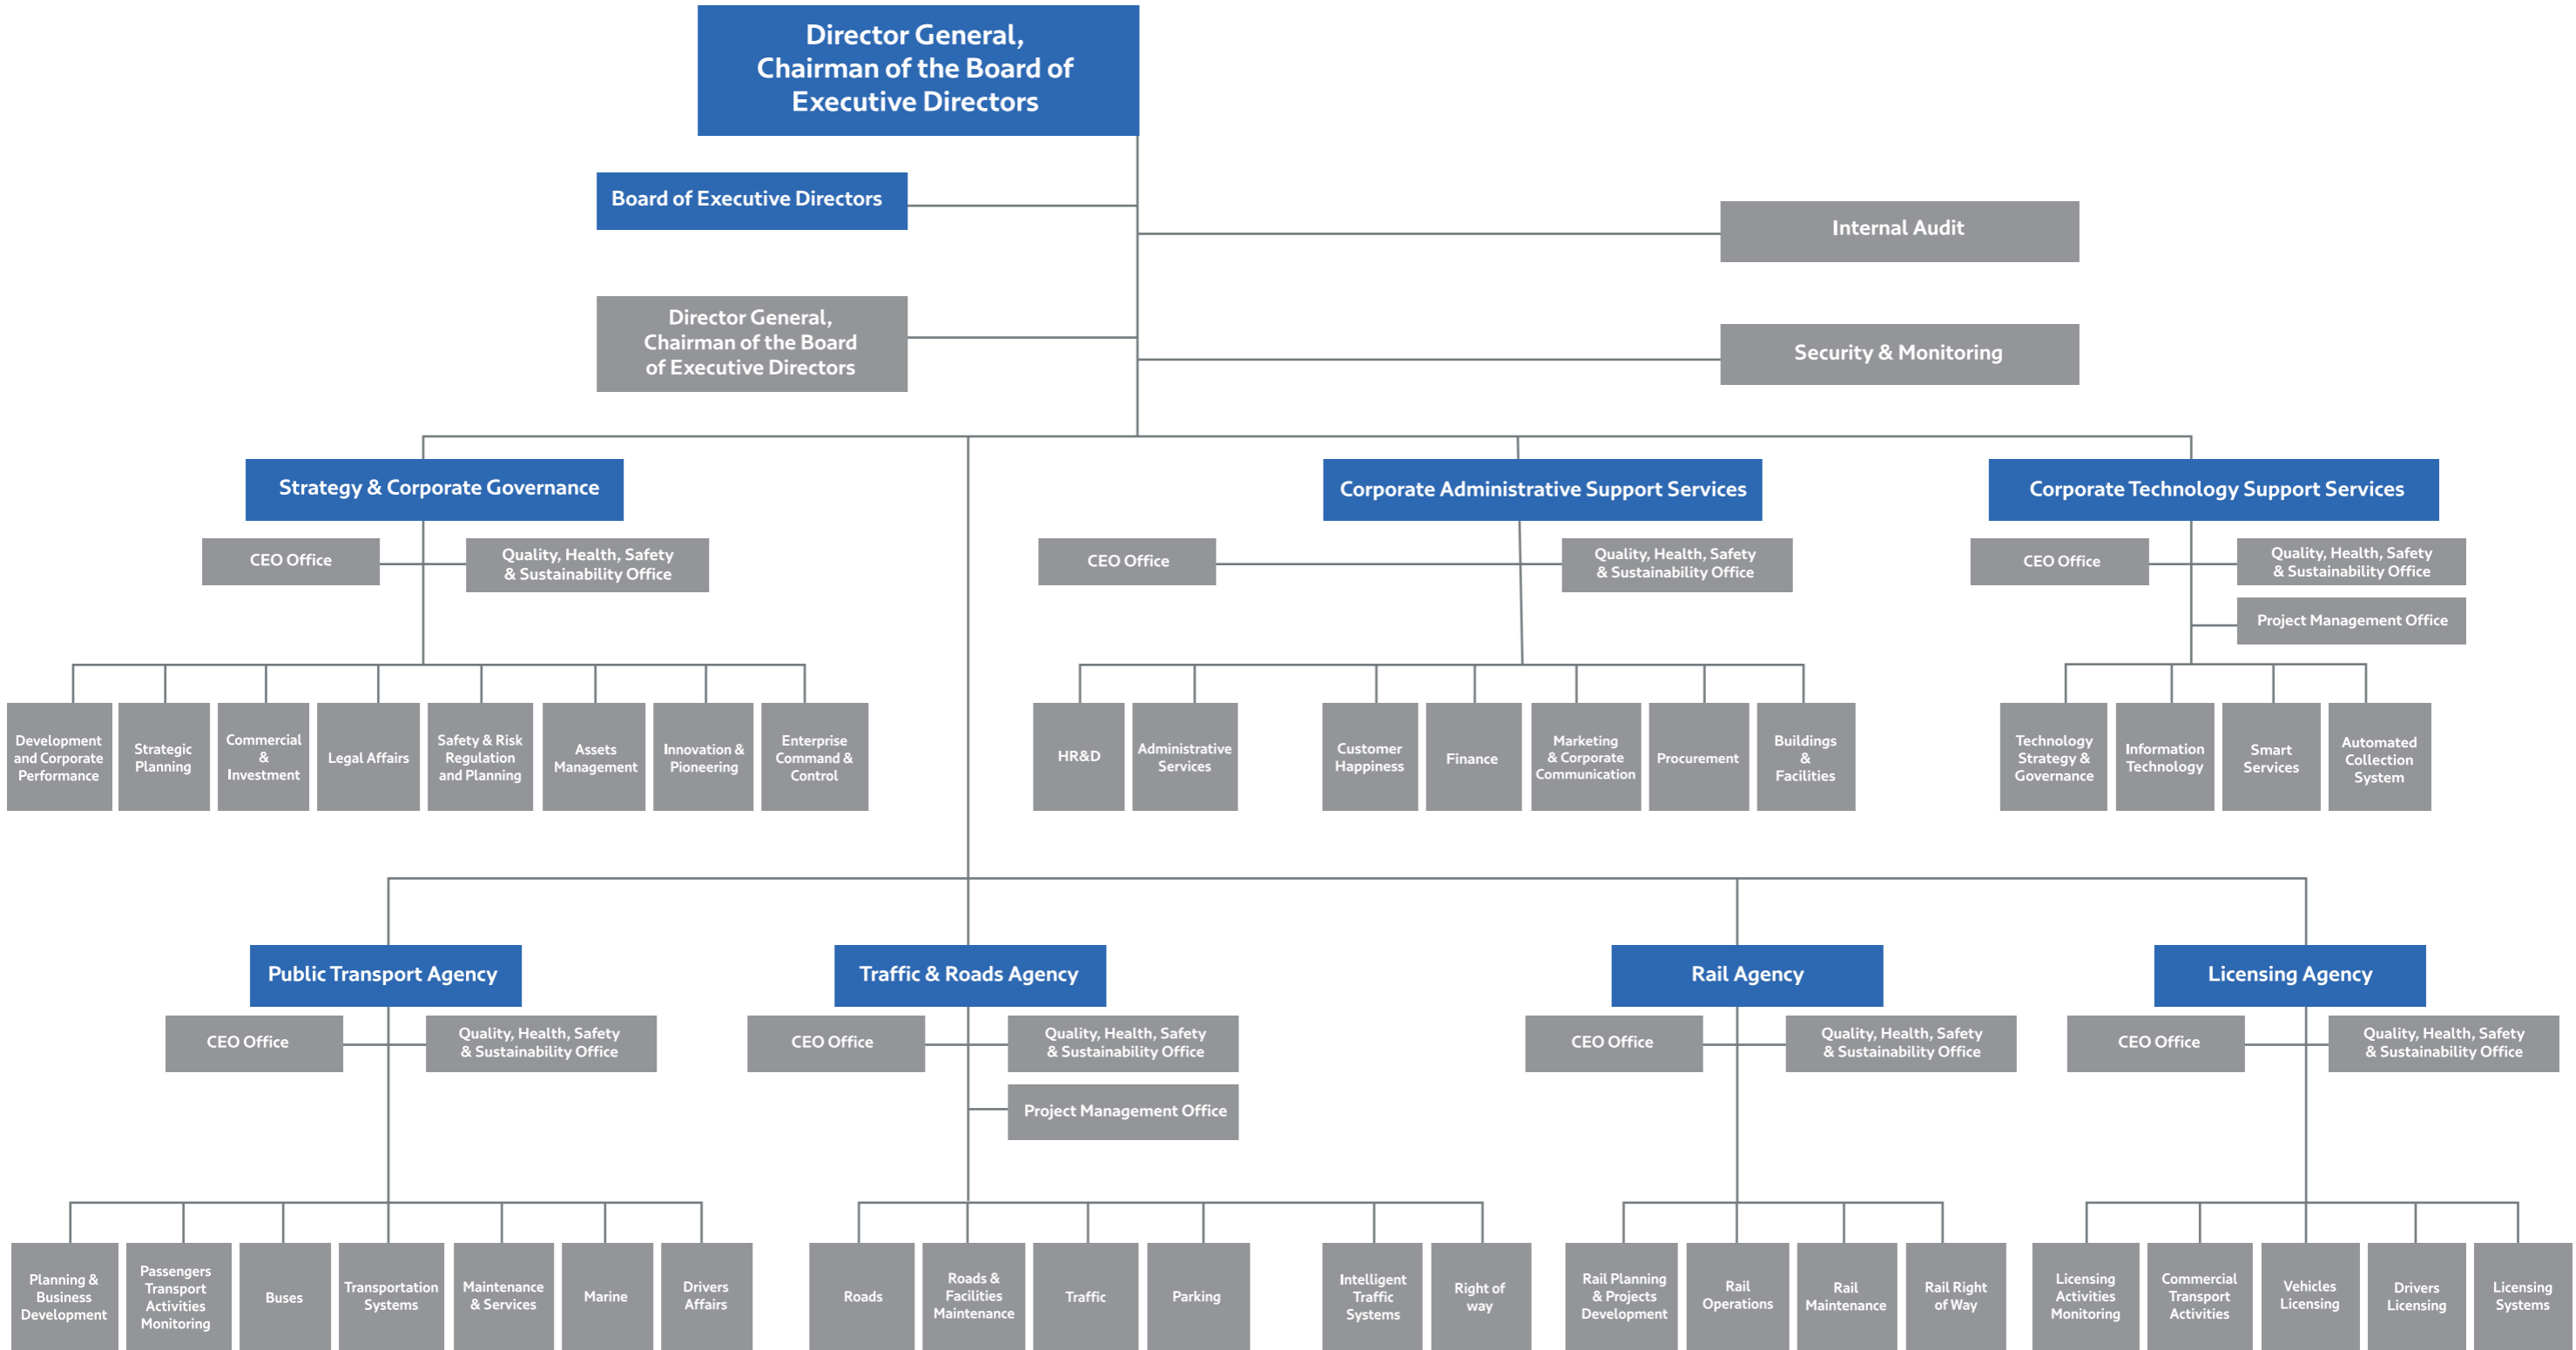 Director General,
Chairman of the Board of
Executive Directors
Board of Executive Directors
Internal Audit
Director General,
Chairman of the Board
of Executive Directors
Security & Monitoring
Strategy & Corporate Governance
CEO Office
Quality, Health, Safety
& Sustainability Office
Development
and Corporate
Performance
Strategic
Planning
Commercial
&
Investment
Legal Affairs
Safety & Risk
Regulation
and Planning
Assets
Management
Innovation &
Pioneering
Enterprise
Command &
Control
Corporate Administrative Support Services
CEO Office
Quality, Health, Safety
& Sustainability Office
HR&D
Administrative
Services
Customer
Happiness
Finance
Marketing
& Corporate
Communication
Procurement
Buildings
&
Facilities
Corporate Technology Support Services
CEO Office
Quality, Health, Safety
& Sustainability Office
Project Management Office
Technology
Strategy &
Governance
Information
Technology
Smart
Services
Automated
Collection
System
Public Transport Agency
CEO Office
Quality, Health, Safety
& Sustainability Office
Planning &
Business
Development
Passengers
Transport
Activities
Monitoring
Buses
Transportation
Systems
Maintenance
& Services
Marine
Drivers
Affairs
Traffic & Roads Agency
CEO Office
Quality, Health, Safety
& Sustainability Office
Project Management Office
Roads
Roads &
Facilities
Maintenance
Traffic
Parking
Intelligent
Traffic
Systems
Right of
way
Rail Agency
CEO Office
Quality, Health, Safety
& Sustainability Office
Rail Planning
& Projects
Development
Rail
Operations
Rail
Maintenance
Rail Right
of Way
Licensing Agency
CEO Office
Quality, Health, Safety
& Sustainability Office
Licensing
Activities
Monitoring
Commercial
Transport
Activities
Vehicles
Licensing
Drivers
Licensing
Licensing
Systems